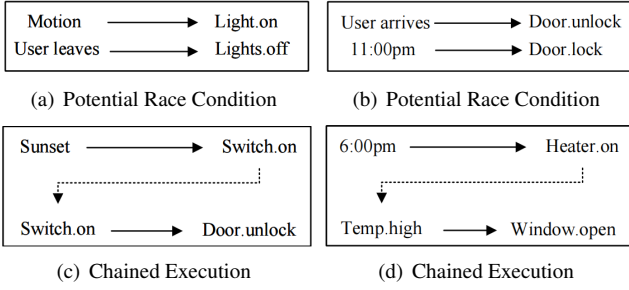 Motion Light.on
User leaves Lights.off
(a) Potential Race Condition
User arrives Door.unlock
11:00pm Door.lock
(b) Potential Race Condition
Sunset Switch.on
Switch.on Door.unlock
(c) Chained Execution
6:00pm Heater.on
Temp.high Window.open
(d) Chained Execution